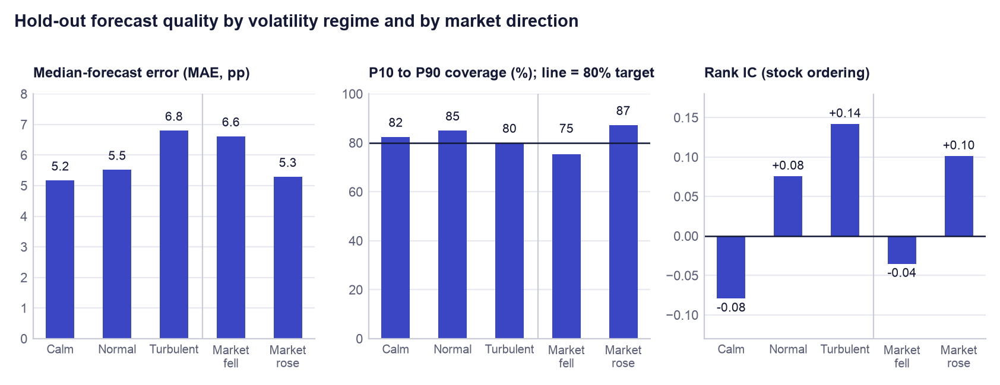 Hold-out forecast quality by volatility regime and by market direction
Median-forecast error (MAE, pp)
8
7
6
5
4
3
2
1
0
5.2
5.5
6.8
6.6
5.3
Calm
Normal
Turbulent
Market
fell
Market
rose
P10 to P90 coverage (%); line = 80% target
100
80
60
40
20
0
82
85
80
75
87
Calm
Normal
Turbulent
Market
fell
Market
rose
Rank IC (stock ordering)
0.15
0.10
0.05
0.00
−0.05
−0.10
-0.08
+0.08
+0.14
-0.04
+0.10
Calm
Normal
Turbulent
Market
fell
Market
rose